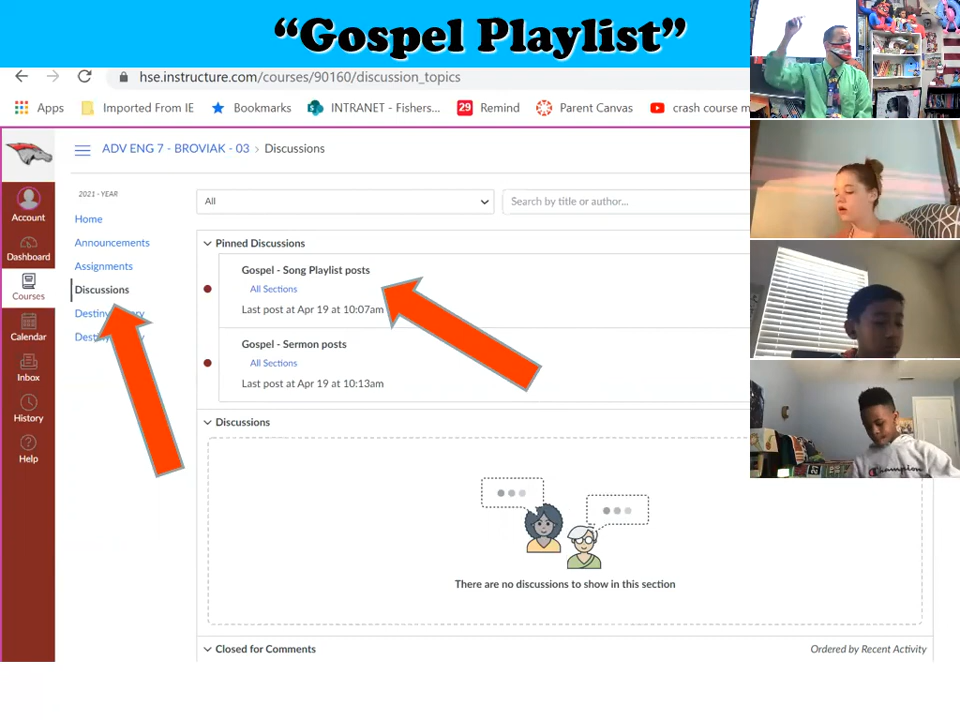 “Gospel Playlist”
hse.instructure.com/courses/90160/discussion_topics
Apps Imported From IE Bookmarks INTRANET - Fishers... 29 Remind Parent Canvas crash course m
ADV ENG 7 - BROVIAK - 03 > Discussions
Account
Dashboard
Courses
Calendar
Inbox
History
Help
2021 - YEAR
Home
Announcements
Assignments
Discussions
All
Search by title or author...
Pinned Discussions
Gospel - Song Playlist posts
All Sections
Last post at Apr 19 at 10:07am
Gospel - Sermon posts
All Sections
Last post at Apr 19 at 10:13am
Discussions
There are no discussions to show in this section
Closed for Comments Ordered by Recent Activity
Champion